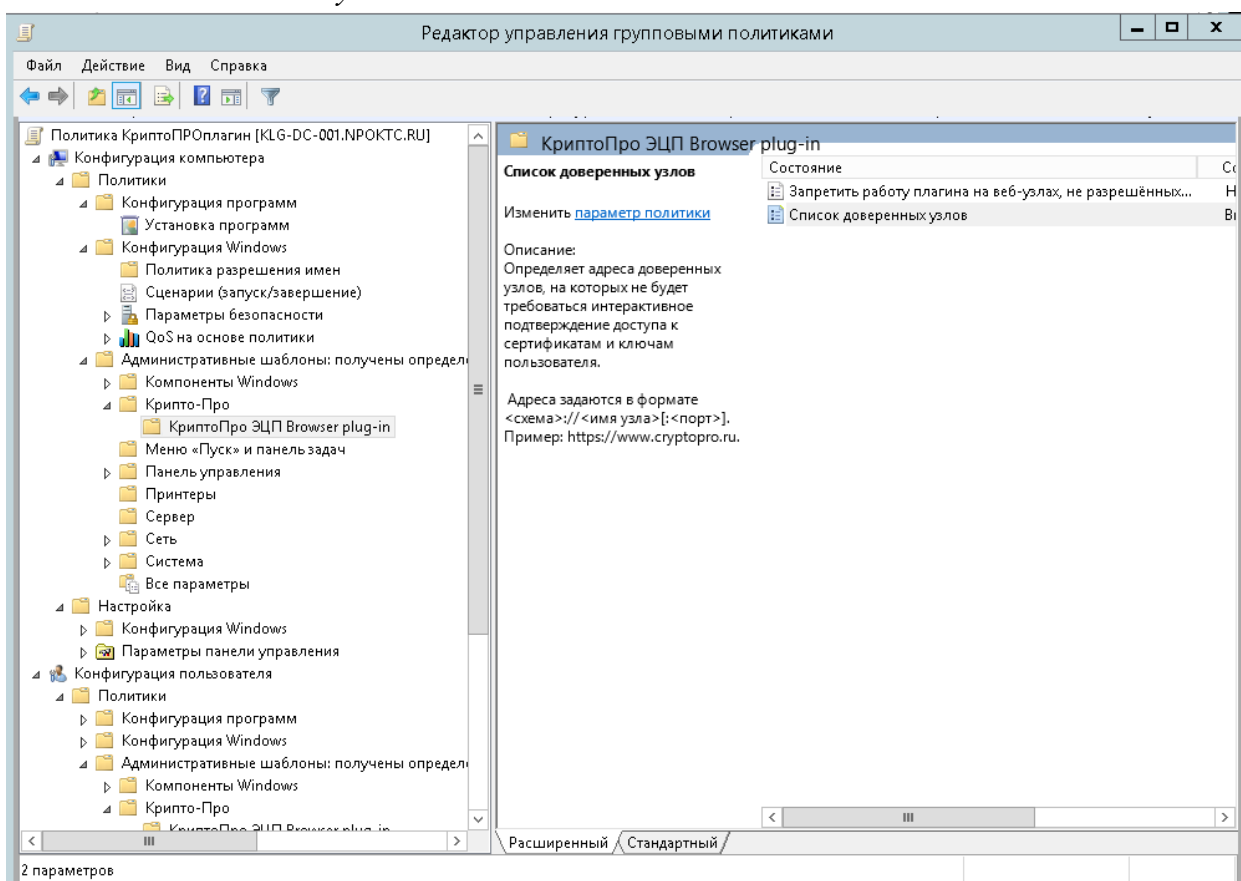 Редактор управления групповыми политиками
Файл Действие Вид Справка
Политика КриптоПРОплагин [KLG-DC-001.NPOKTC.RU]
Конфигурация компьютера
Политики
Конфигурация программ
Установка программ
Конфигурация Windows
Политика разрешения имен
Сценарии (запуск/завершение)
Параметры безопасности
QoS на основе политики
Административные шаблоны: получены определ
Компоненты Windows
Крипто-Про
КриптоПро ЭЦП Browser plug-in
Меню «Пуск» и панель задач
Панель управления
Принтеры
Сервер
Сеть
Система
Все параметры
Настройка
Конфигурация Windows
Параметры панели управления
Конфигурация пользователя
Политики
Конфигурация программ
Конфигурация Windows
Административные шаблоны: получены определ
Компоненты Windows
Крипто-Про
КриптоПро ЭЦП Browser plug-in
КриптоПро ЭЦП Browser plug-in
Список доверенных узлов
Изменить параметр политики
Описание:
Определяет адреса доверенных
узлов, на которых не будет
требоваться интерактивное
подтверждение доступа к
сертификатам и ключам
пользователя.
Адреса задаются в формате
<схема>://<имя узла>[:<порт>].
Пример: https://www.cryptopro.ru.
Состояние Со
Запретить работу плагина на веб-узлах, не разрешённых... Н
Список доверенных узлов Вк
Расширенный Стандартный
2 параметров